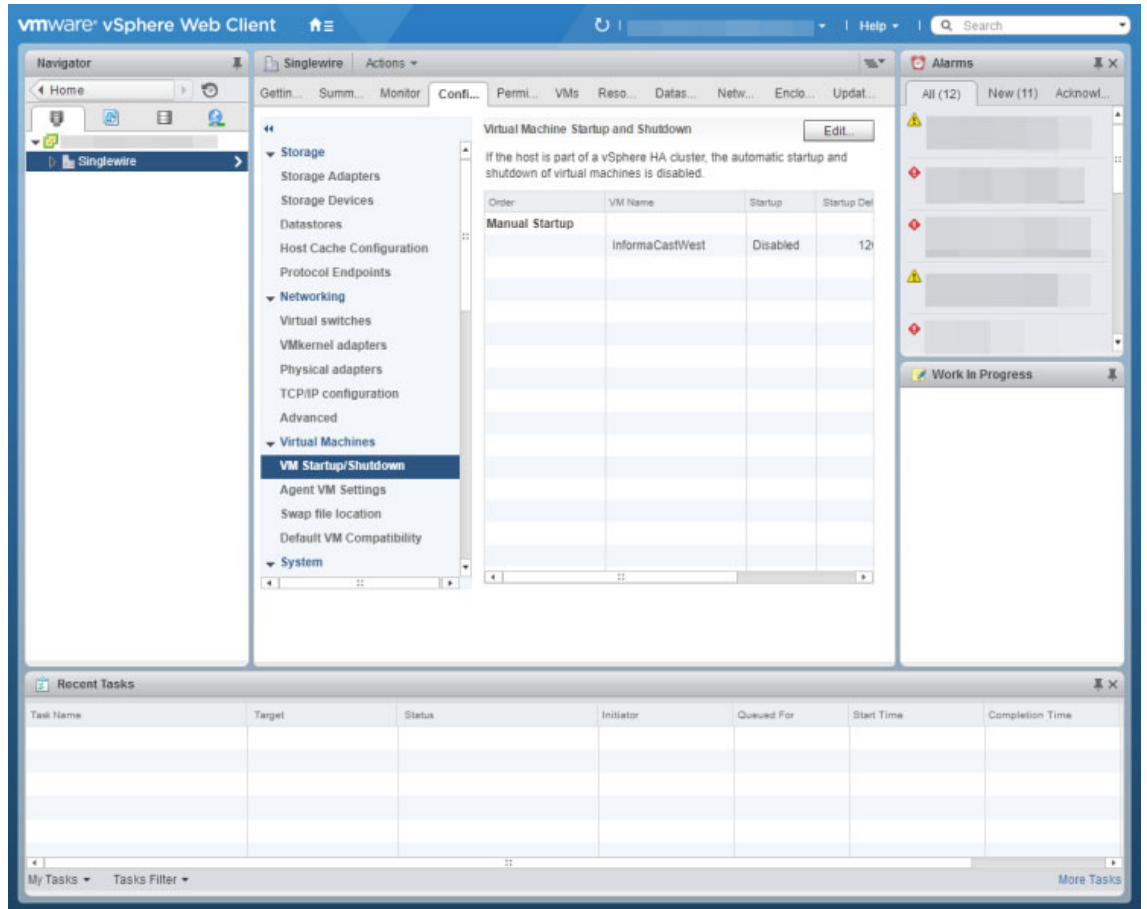 vmware® vSphere Web Client
Help
Search
Navigator
Home
Singlewire
Singlewire Actions
Gettin... Summ... Monitor Confi... Permi... VMs Reso... Datas... Netw... Enclo... Updat...
Storage
Storage Adapters
Storage Devices
Datastores
Host Cache Configuration
Protocol Endpoints
Networking
Virtual switches
VMkernel adapters
Physical adapters
TCP/IP configuration
Advanced
Virtual Machines
VM Startup/Shutdown
Agent VM Settings
Swap file location
Default VM Compatibility
System
Virtual Machine Startup and Shutdown Edit...
If the host is part of a vSphere HA cluster, the automatic startup and
shutdown of virtual machines is disabled.
Order VM Name Startup Startup Del
Manual Startup
InformaCastWest Disabled 12
Alarms
All (12) New (11) Acknowl...
Work In Progress
Recent Tasks
Task Name Target Status Initiator Queued For Start Time Completion Time
My Tasks Tasks Filter More Tasks